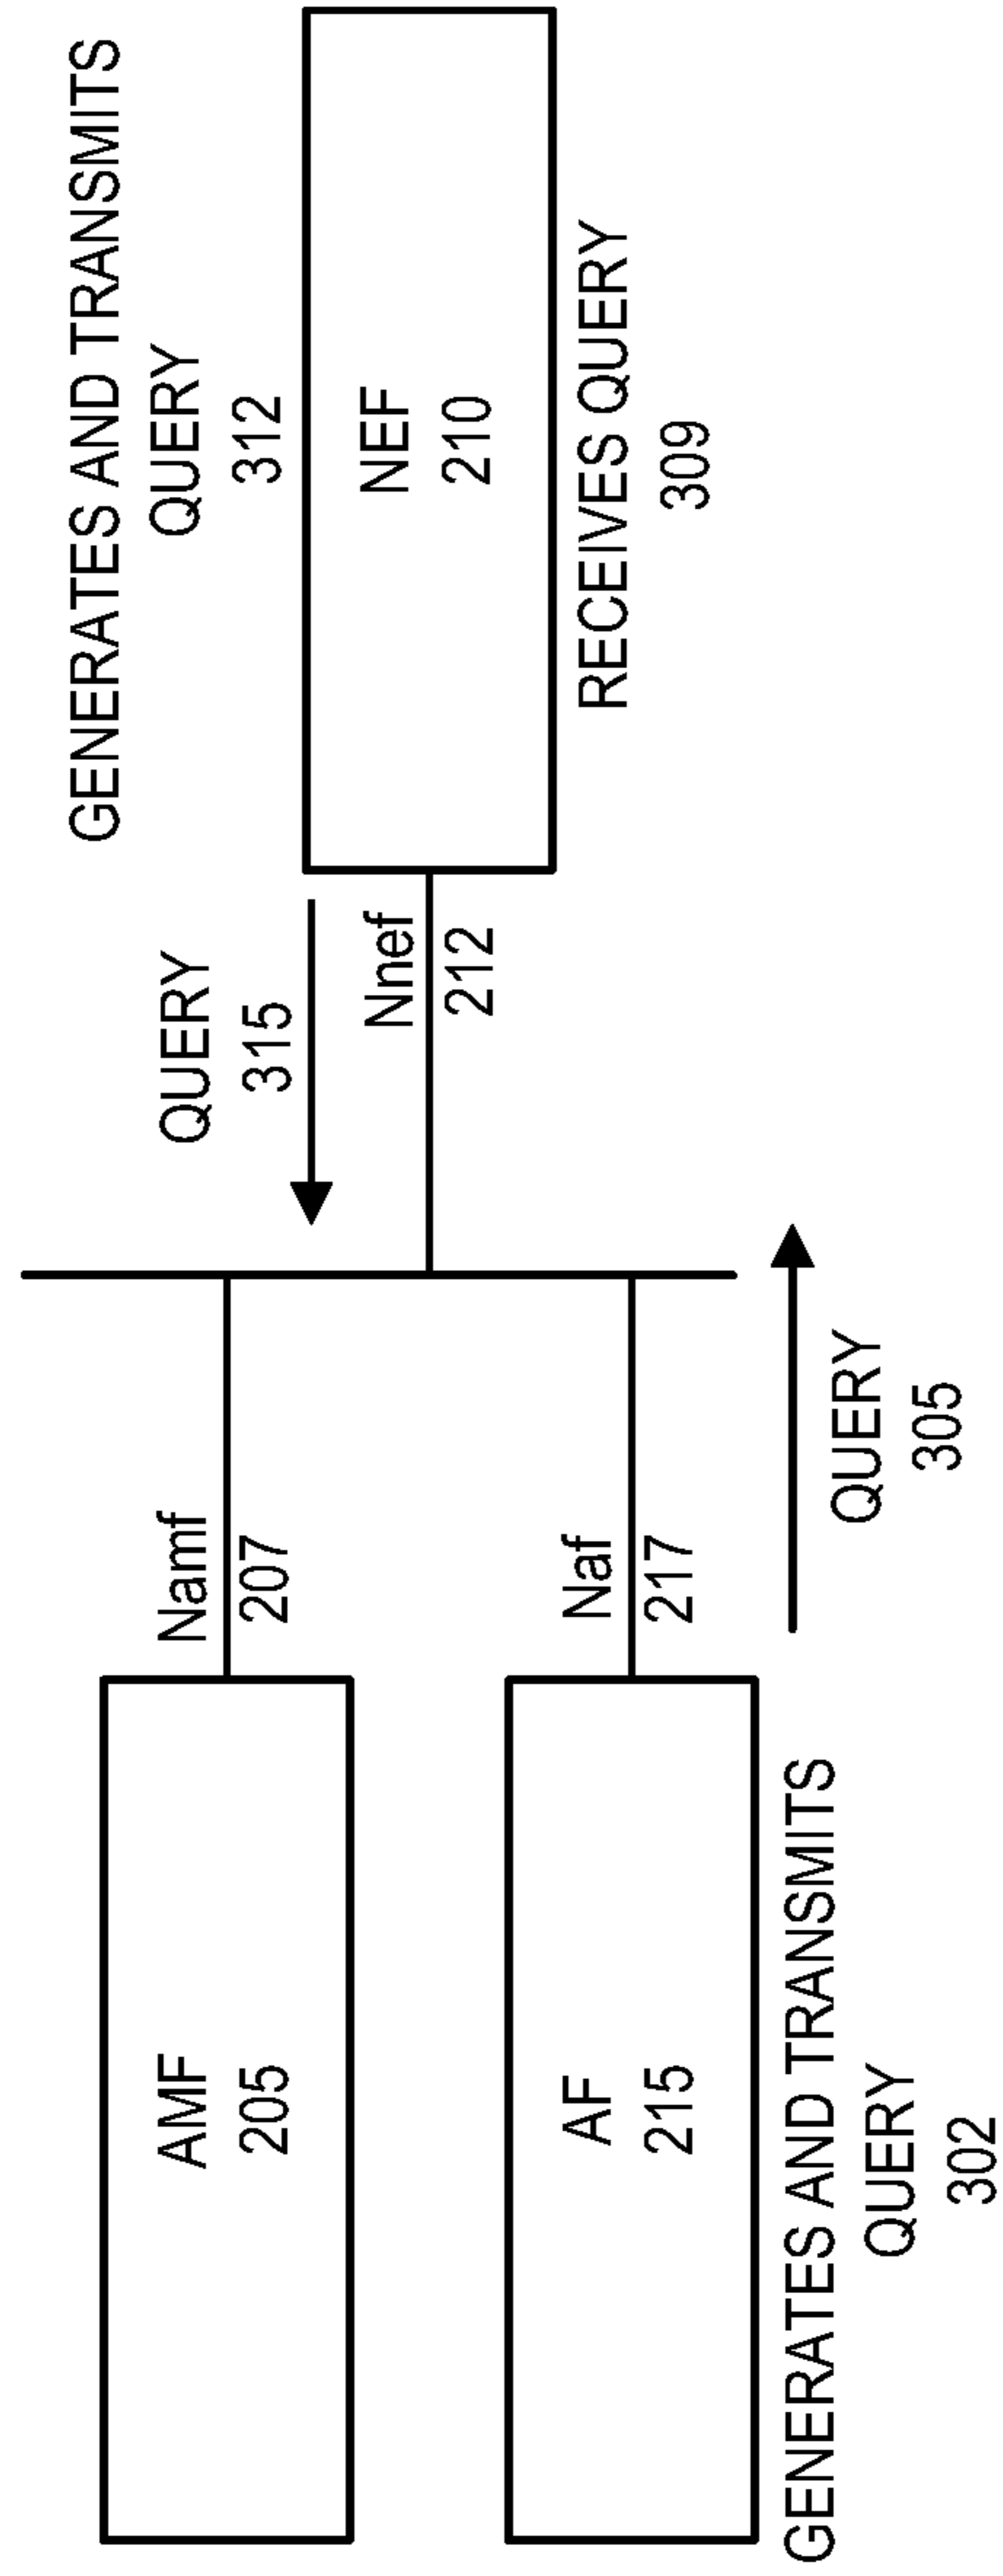 AMF
205
Namf
207
AF
215
Naf
217
GENERATES AND TRANSMITS
QUERY
302
QUERY
305
QUERY
315
Nnef
212
GENERATES AND TRANSMITS
QUERY
312
NEF
210
RECEIVES QUERY
309